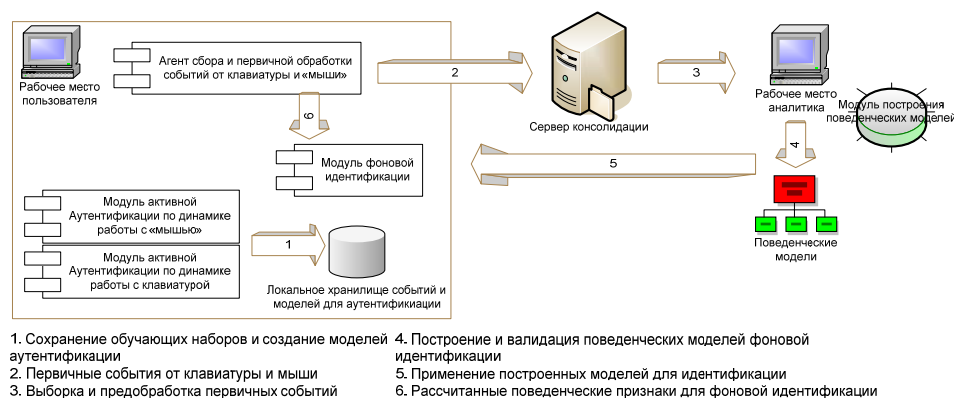 Рабочее место
пользователя
Агент сбора и первичной обработки
событий от клавиатуры и «мыши»
2
Сервер консолидации
3
Рабочее место
аналитика
Модуль построения
поведенческих моделей
6
4
5
Модуль фоновой
идентификации
Модуль активной
Аутентификации по динамике
работы с «мышью»
Модуль активной
Аутентификации по динамике
работы с клавиатурой
1
Локальное хранилище событий и
моделей для аутентификиации
Поведенческие
модели
1. Сохранение обучающих наборов и создание моделей
аутентификации
2. Первичные события от клавиатуры и мыши
3. Выборка и предобработка первичных событий
4. Построение и валидация поведенческих моделей фоновой
идентификации
5. Применение построенных моделей для идентификации
6. Рассчитанные поведенческие признаки для фоновой идентификации